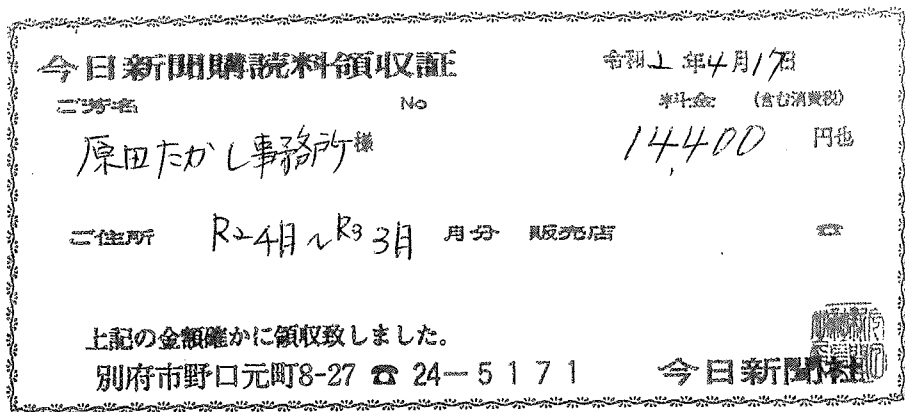 今日新聞購読料領収証
令和2年4月17日
ご芳名 No 料金 (含む消費税)
原田たかし事務所様 14,400 円也
ご住所 R2 4月〜R3 3月 月分 販売店 ☎
上記の金額確かに領収致しました。
別府市野口元町8-27 ☎ 24-5171 今日新聞社